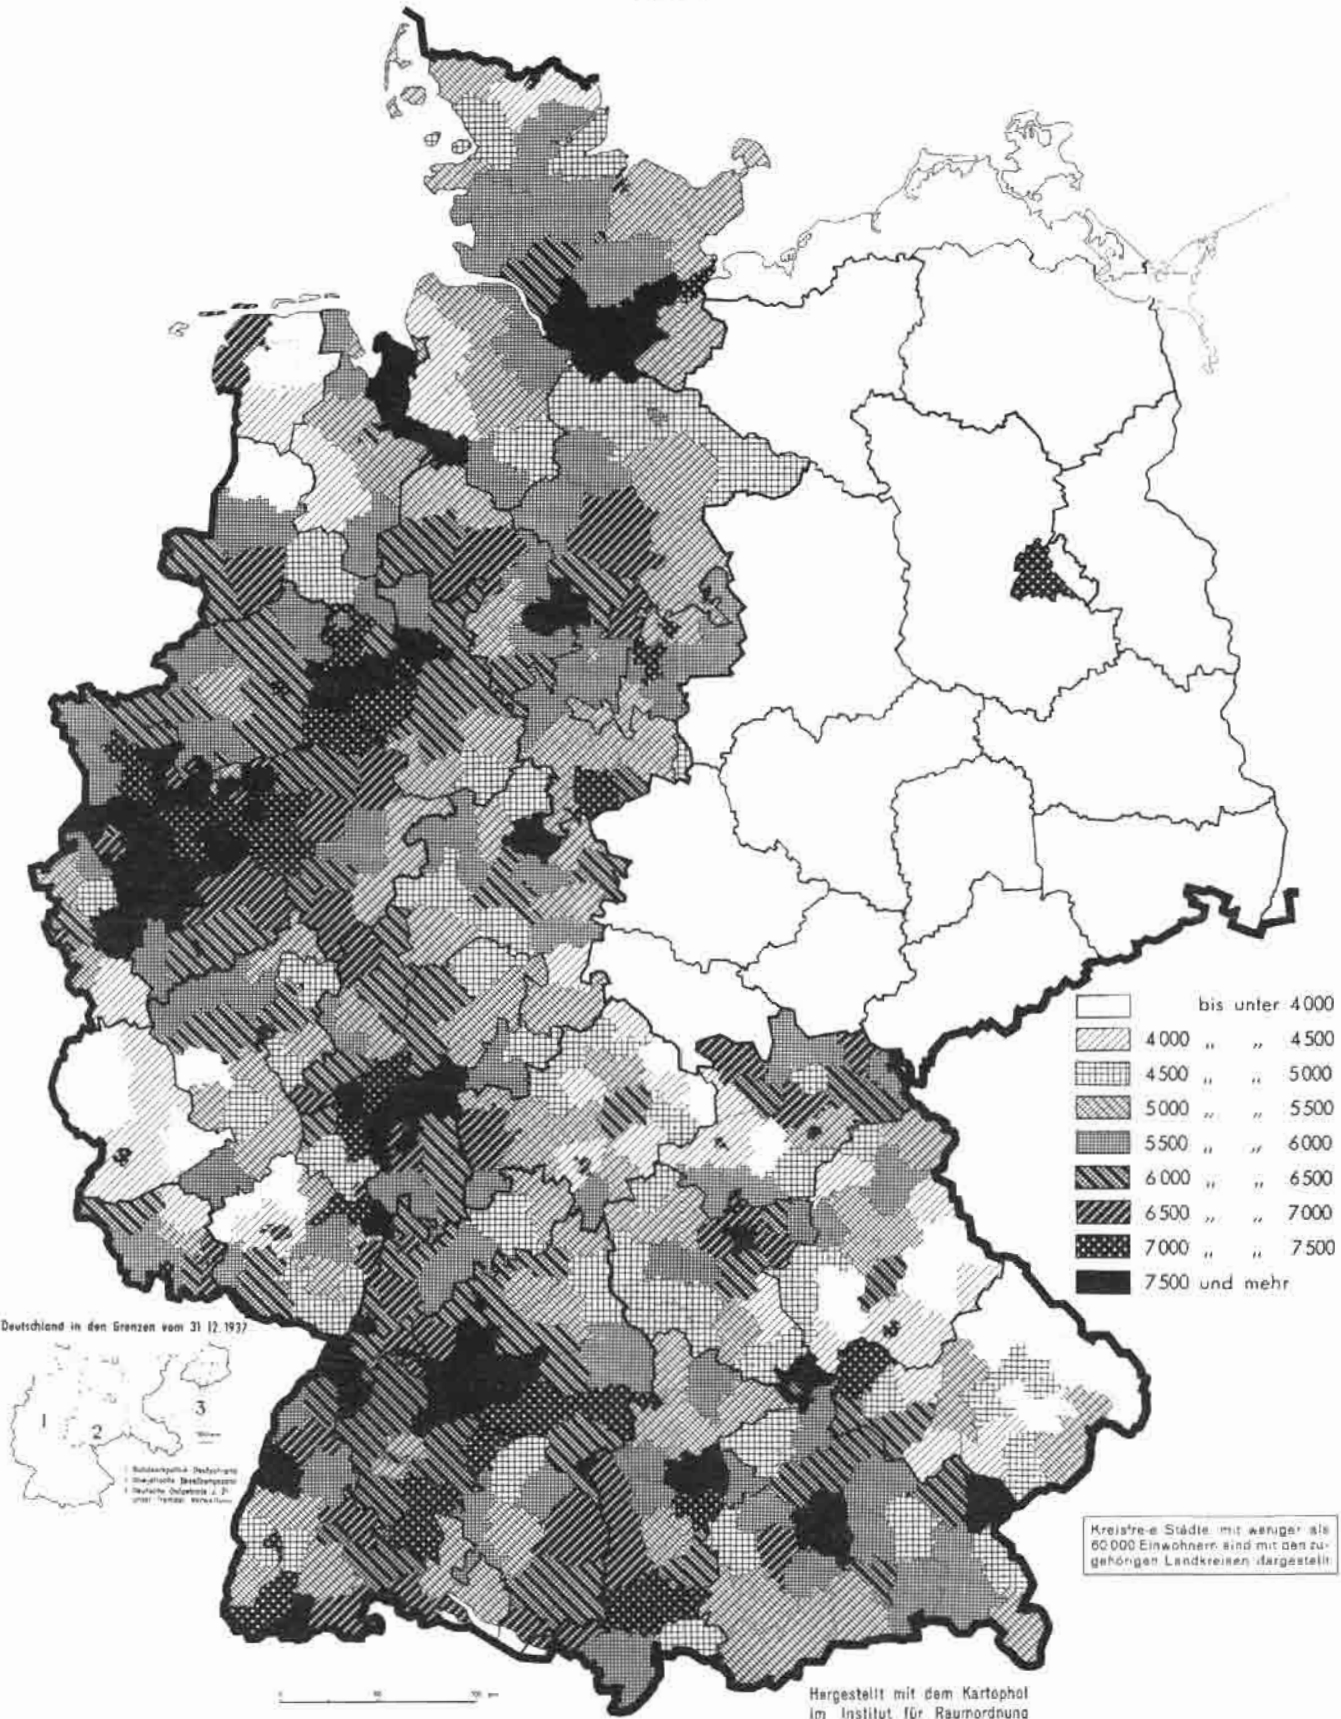 bis unter 4000
4000 „ „ 4500
4500 „ „ 5000
5000 „ „ 5500
5500 „ „ 6000
6000 „ „ 6500
6500 „ „ 7000
7000 „ „ 7500
7500 und mehr
Deutschland in den Grenzen vom 31 12. 1937
1
2
3
Kreisfreie Städte mit weniger als
60 000 Einwohnern sind mit den zu-
gehörigen Landkreisen dargestellt
Hergestellt mit dem Kartophot
im Institut für Raumordnung